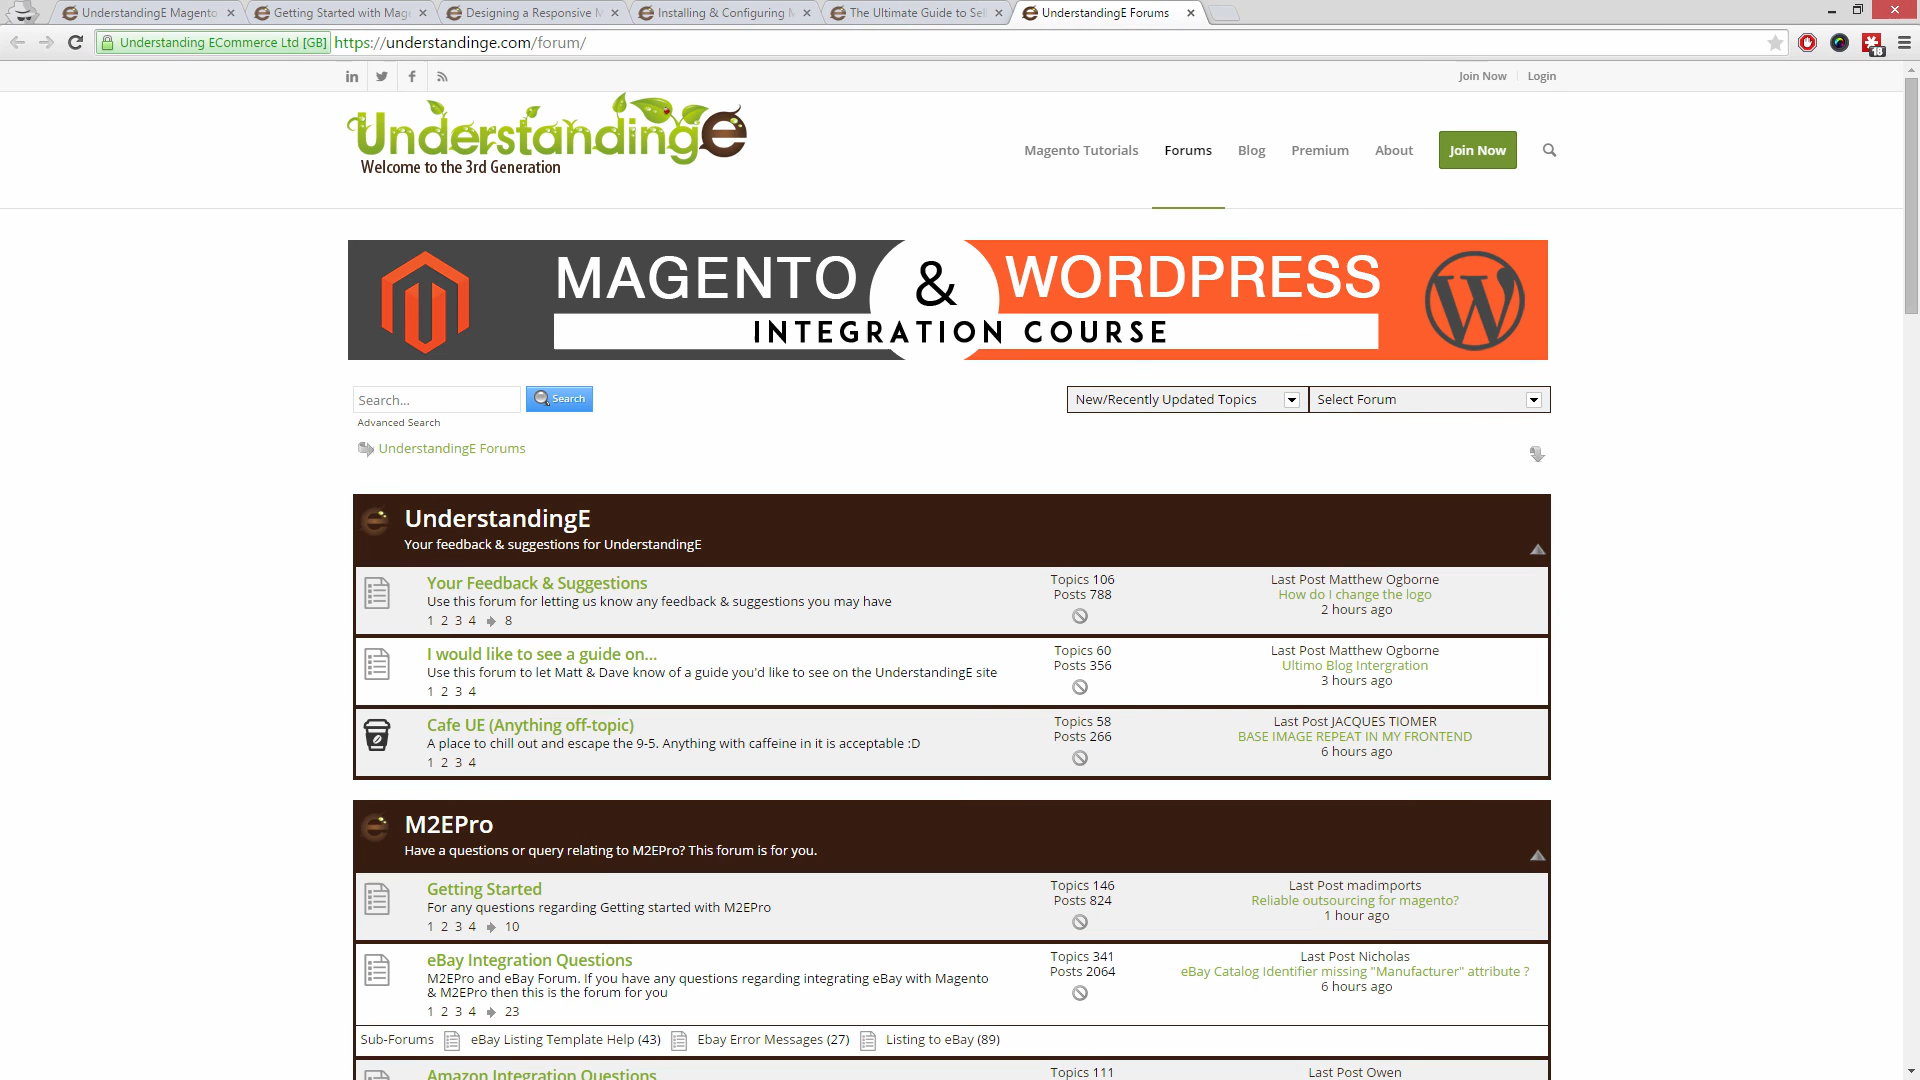 UnderstandingE Magento
Getting Started with Mage
Designing a Responsive M
Installing & Configuring M
The Ultimate Guide to Sell
UnderstandingE Forums
Understanding ECommerce Ltd [GB]
https://understandinge.com/forum/
18
Join Now
Login
UnderstandingE
Welcome to the 3rd Generation
Magento Tutorials
Forums
Blog
Premium
About
Join Now
MAGENTO & WORDPRESS
INTEGRATION COURSE
Search...
Search
New/Recently Updated Topics
Select Forum
Advanced Search
UnderstandingE Forums
UnderstandingE
Your feedback & suggestions for UnderstandingE
Your Feedback & Suggestions
Use this forum for letting us know any feedback & suggestions you may have
1 2 3 4 8
Topics 106
Posts 788
Last Post Matthew Ogborne
How do I change the logo
2 hours ago
I would like to see a guide on...
Use this forum to let Matt & Dave know of a guide you'd like to see on the UnderstandingE site
1 2 3 4
Topics 60
Posts 356
Last Post Matthew Ogborne
Ultimo Blog Intergration
3 hours ago
Cafe UE (Anything off-topic)
A place to chill out and escape the 9-5. Anything with caffeine in it is acceptable :D
1 2 3 4
Topics 58
Posts 266
Last Post JACQUES TIOMER
BASE IMAGE REPEAT IN MY FRONTEND
6 hours ago
M2EPro
Have a questions or query relating to M2EPro? This forum is for you.
Getting Started
For any questions regarding Getting started with M2EPro
1 2 3 4 10
Topics 146
Posts 824
Last Post madimports
Reliable outsourcing for magento?
1 hour ago
eBay Integration Questions
M2EPro and eBay Forum. If you have any questions regarding integrating eBay with Magento
& M2EPro then this is the forum for you
1 2 3 4 23
Topics 341
Posts 2064
Last Post Nicholas
eBay Catalog Identifier missing "Manufacturer" attribute ?
6 hours ago
Sub-Forums
eBay Listing Template Help (43)
Ebay Error Messages (27)
Listing to eBay (89)
Amazon Integration Questions
Topics 111
Last Post Owen